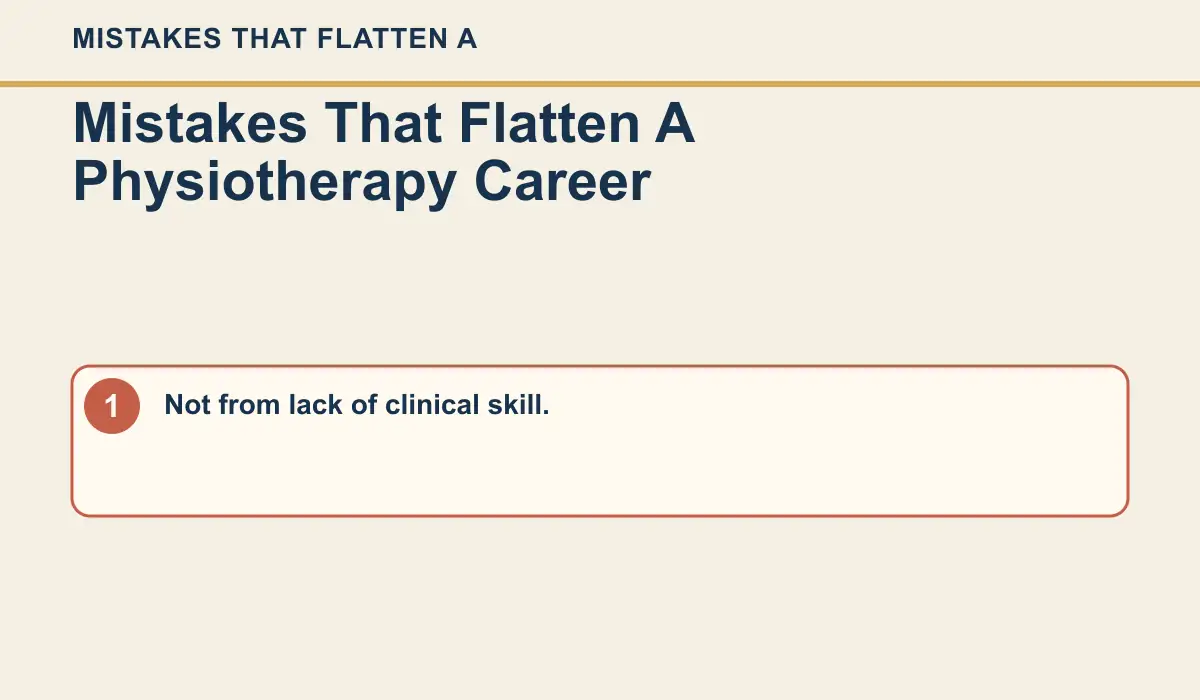 MISTAKES THAT FLATTEN A
Mistakes That Flatten A
Physiotherapy Career
1
Not from lack of clinical skill.